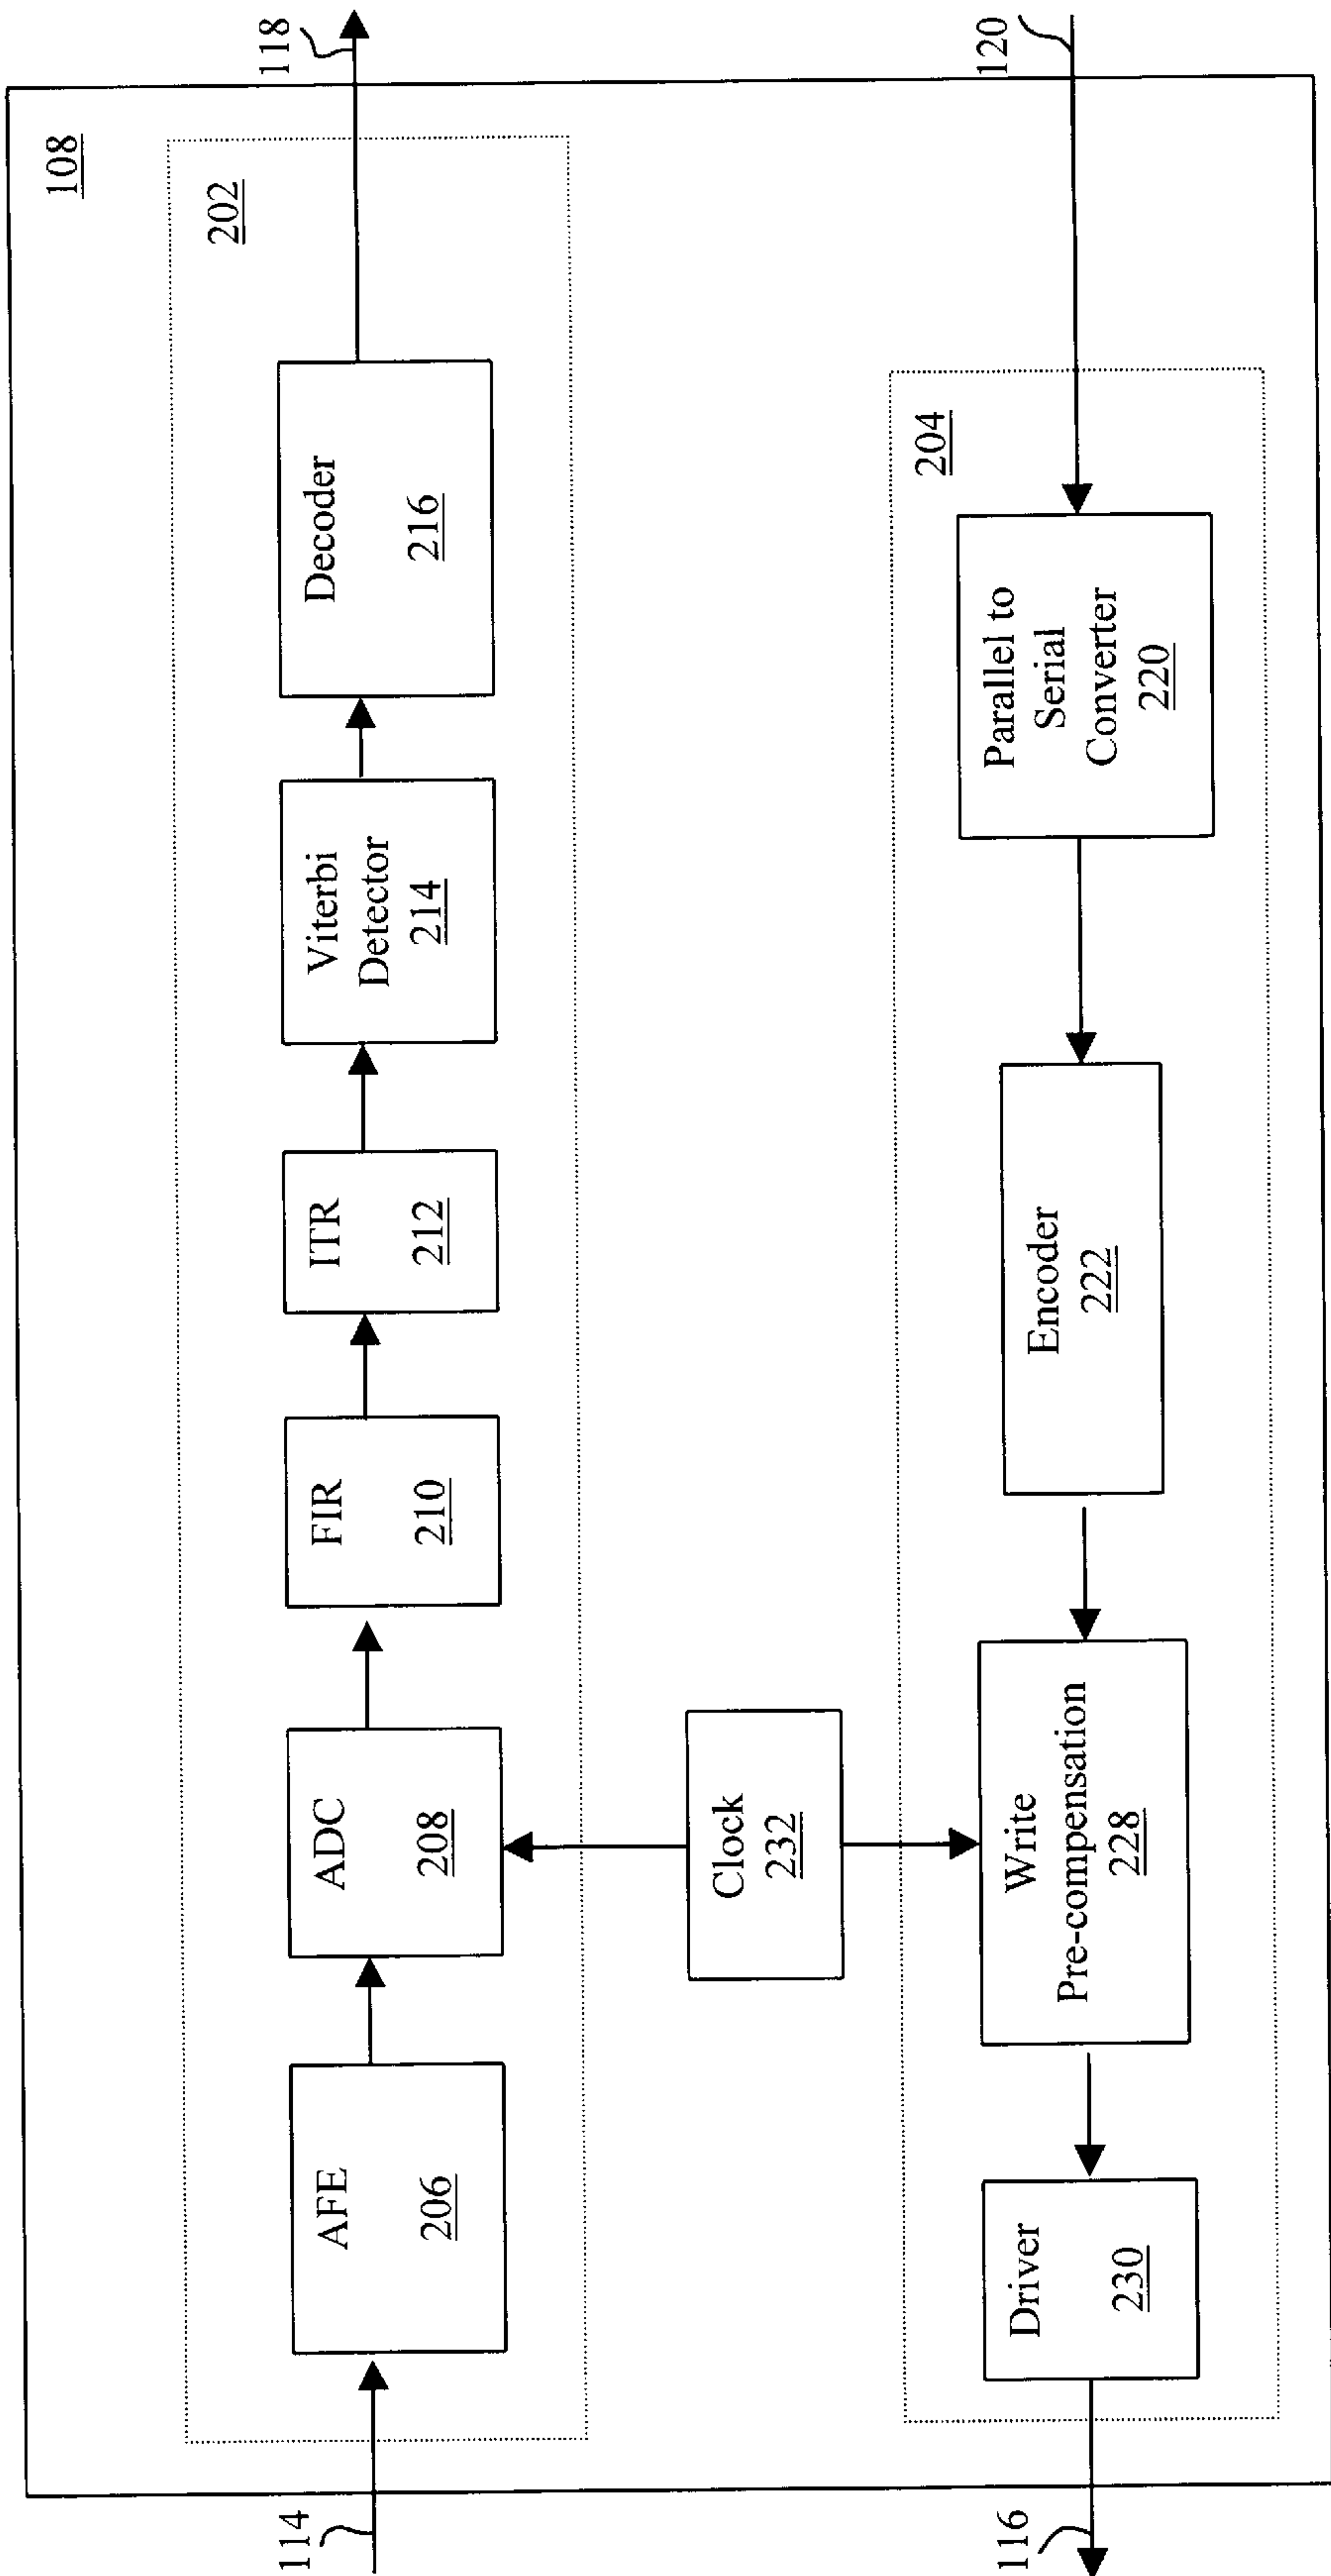 108
202
114
AFE
206
ADC
208
FIR
210
ITR
212
Viterbi
Detector
214
Decoder
216
118
Clock
232
204
116
Driver
230
Write
Pre-compensation
228
Encoder
222
Parallel to
Serial
Converter
220
120